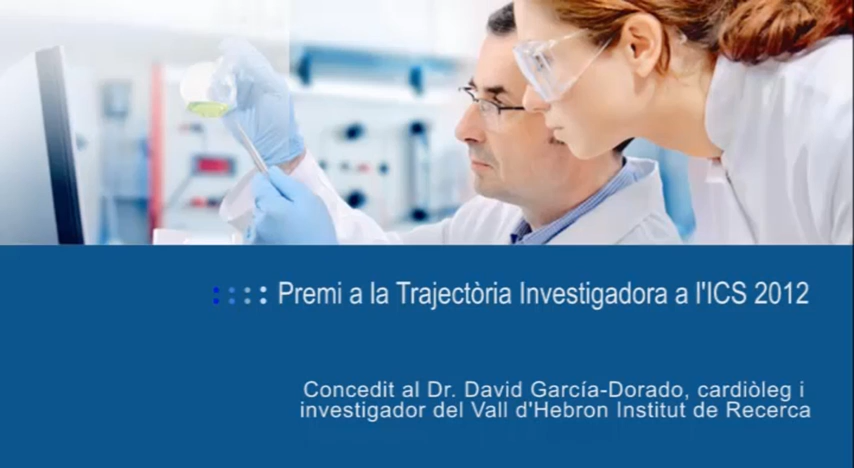 Premi a la Trajectòria Investigadora a l'ICS 2012
Concedit al Dr. David García-Dorado, cardiòleg i
investigador del Vall d'Hebron Institut de Recerca